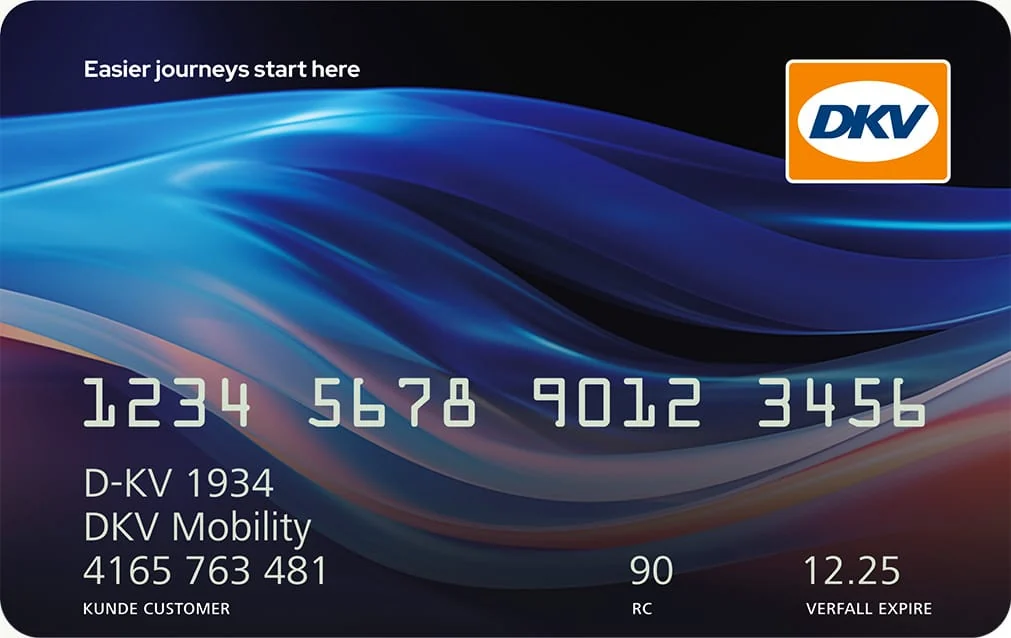 Easier journeys start here
DKV
1234 5678 9012 3456
D-KV 1934
DKV Mobility
4165 763 481 90 12.25
KUNDE CUSTOMER RC VERFALL EXPIRE